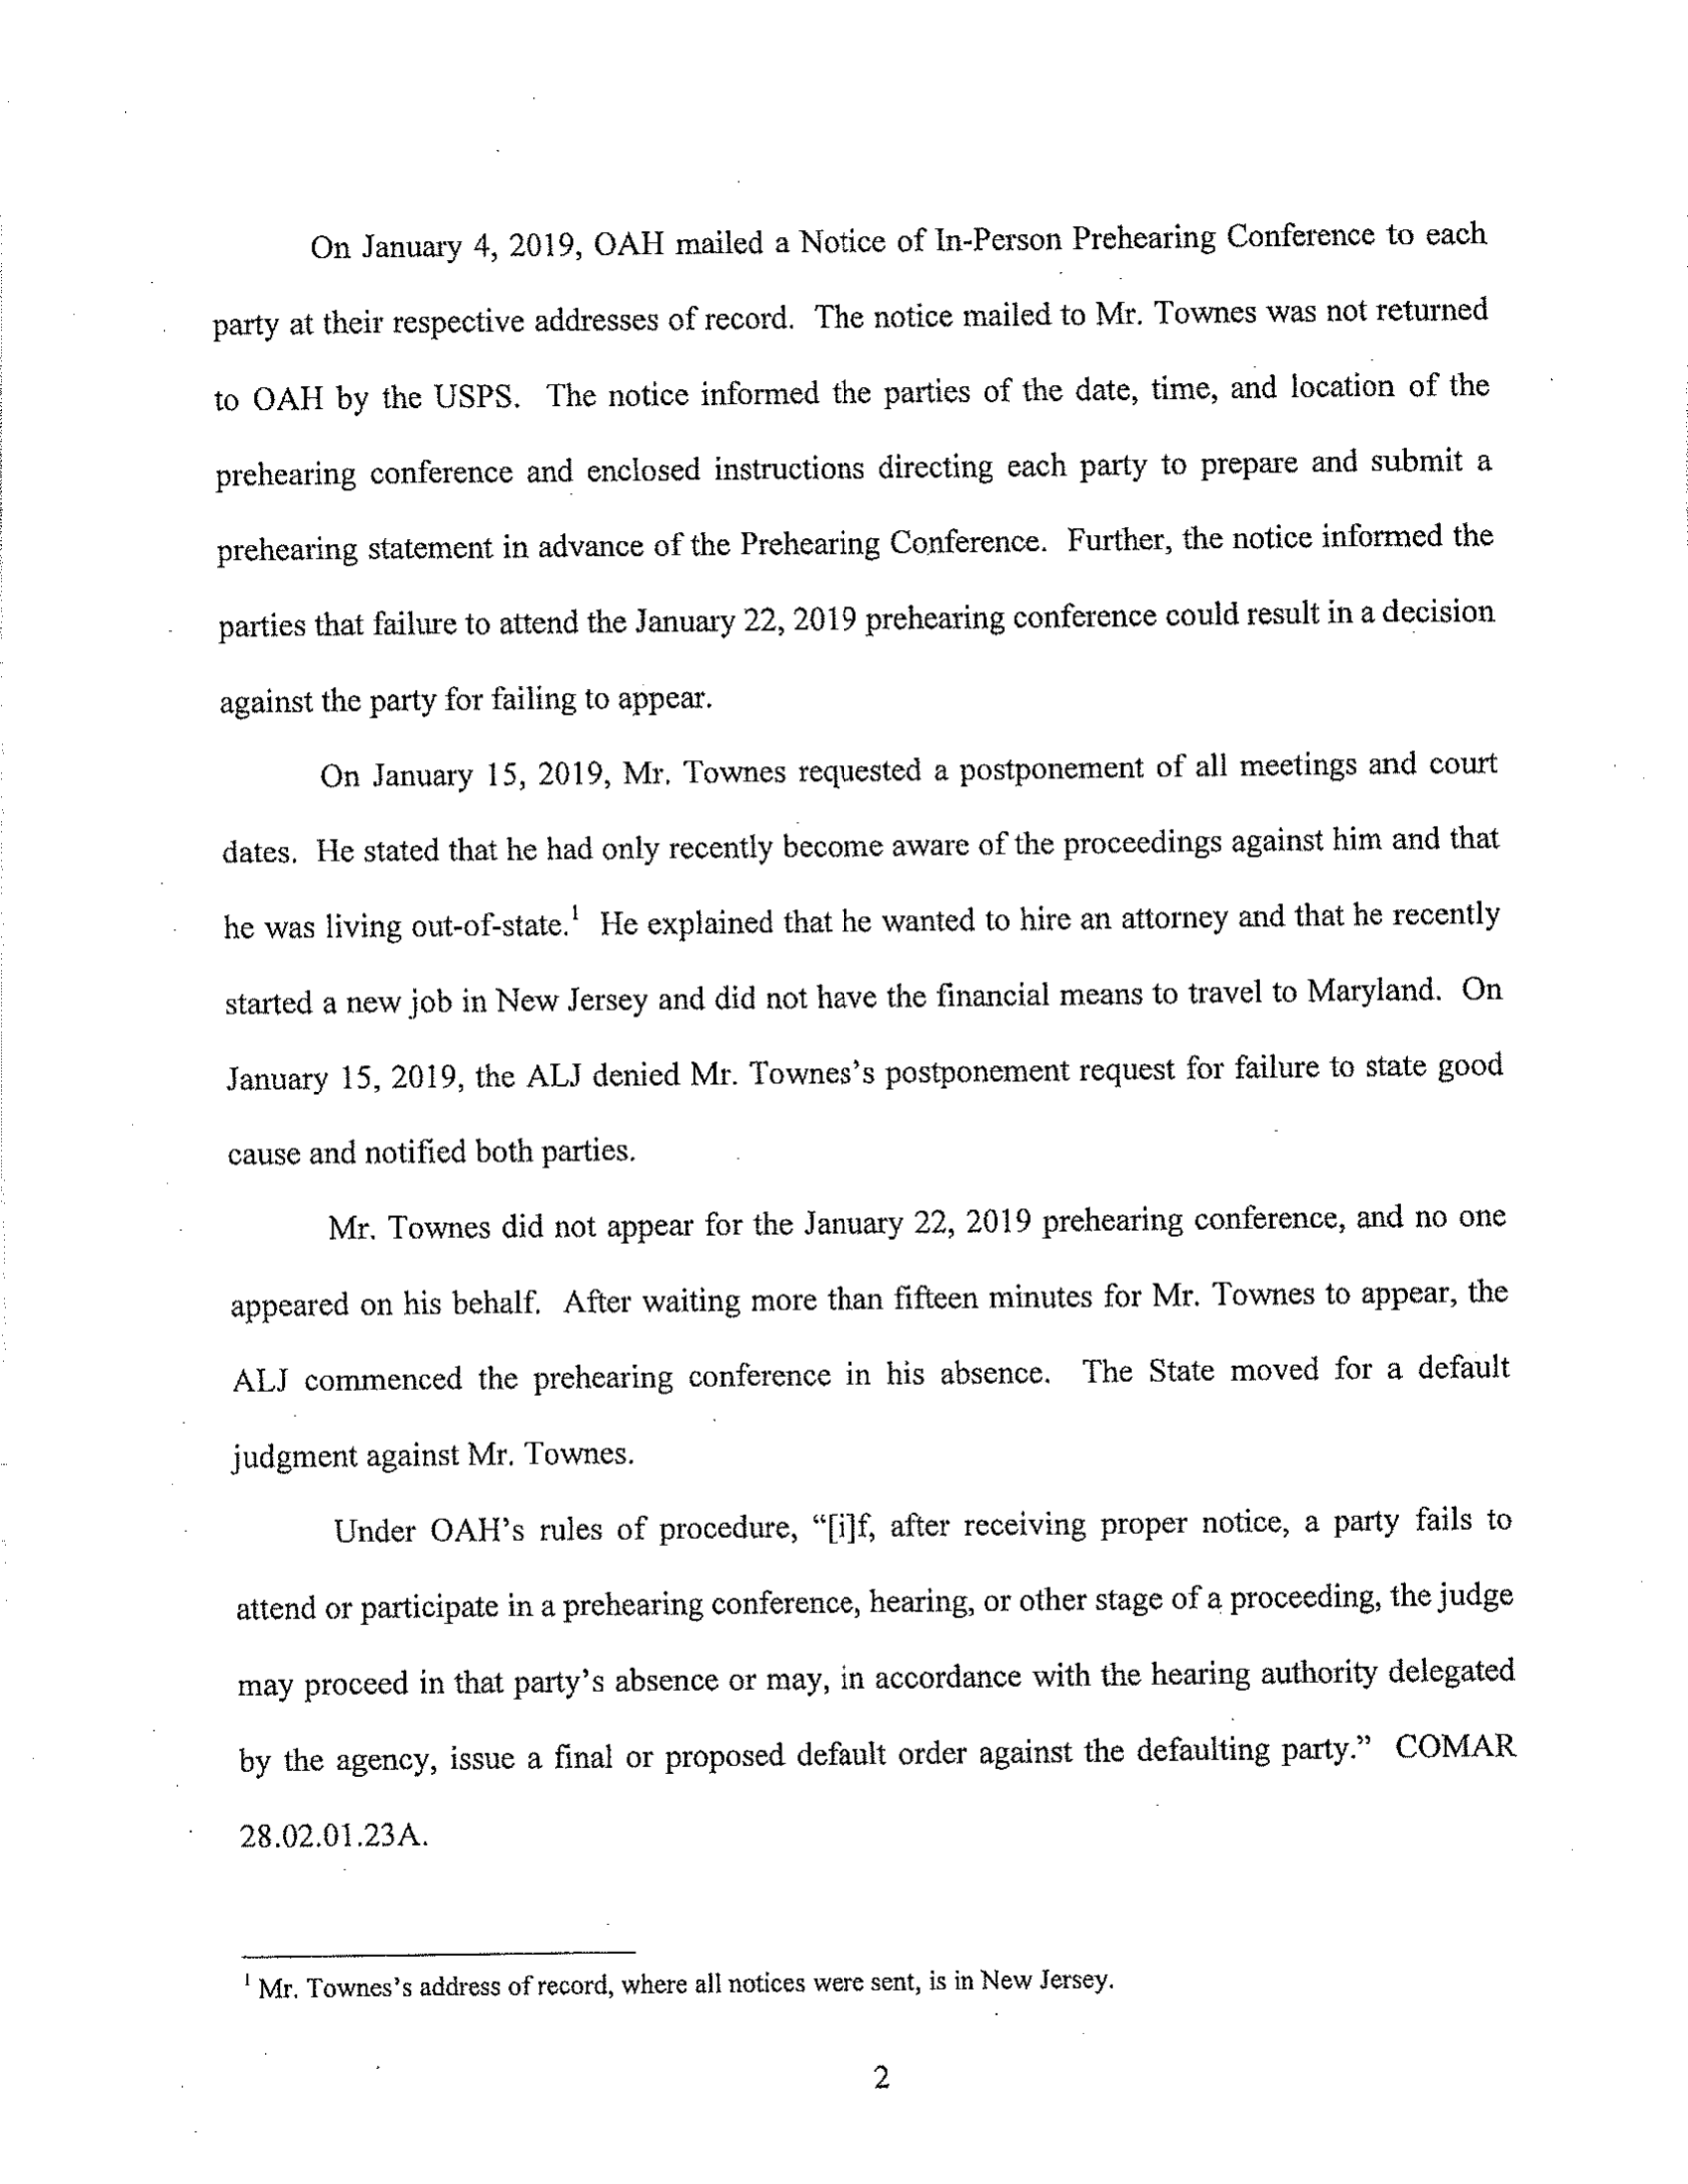 On January 4, 2019, OAH mailed a Notice of In-Person Prehearing Conference to each
party at their respective addresses of record. The notice mailed to Mr. Townes was not returned
to OAH by the USPS. The notice informed the parties of the date, time, and location of the
prehearing conference and enclosed instructions directing each party to prepare and submit a
prehearing statement in advance of the Prehearing Conference. Further, the notice informed the
parties that failure to attend the January 22, 2019 prehearing conference could result in a decision
against the party for failing to appear.
On January 15, 2019, Mr. Townes requested a postponement of all meetings and court
dates. He stated that he had only recently become aware of the proceedings against him and that
he was living out-of-state.¹ He explained that he wanted to hire an attorney and that he recently
started a new job in New Jersey and did not have the financial means to travel to Maryland. On
January 15, 2019, the ALJ denied Mr. Townes's postponement request for failure to state good
cause and notified both parties.
Mr. Townes did not appear for the January 22, 2019 prehearing conference, and no one
appeared on his behalf. After waiting more than fifteen minutes for Mr. Townes to appear, the
ALJ commenced the prehearing conference in his absence. The State moved for a default
judgment against Mr. Townes.
Under OAH's rules of procedure, “[i]f, after receiving proper notice, a party fails to
attend or participate in a prehearing conference, hearing, or other stage of a proceeding, the judge
may proceed in that party's absence or may, in accordance with the hearing authority delegated
by the agency, issue a final or proposed default order against the defaulting party.” COMAR
28.02.01.23A.
¹ Mr. Townes's address of record, where all notices were sent, is in New Jersey.
2